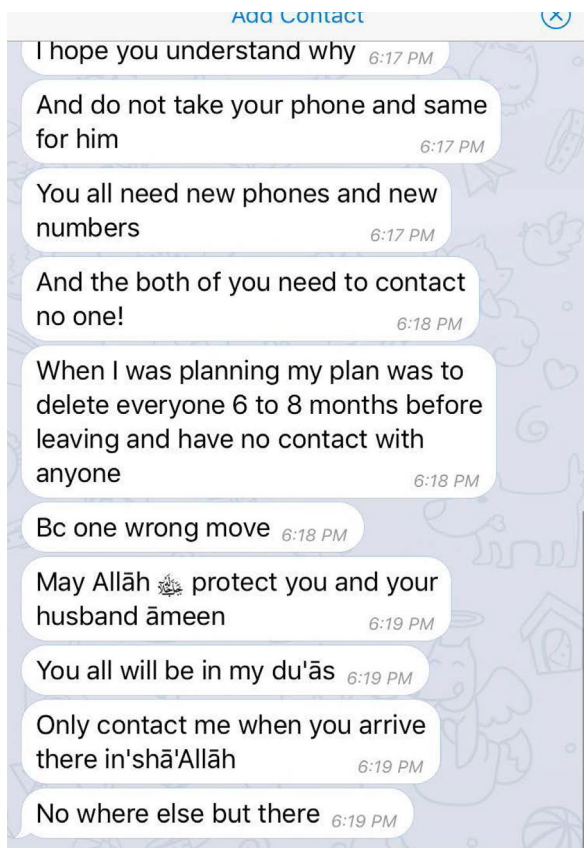 Add Contact
I hope you understand why 6:17 PM
And do not take your phone and same
for him 6:17 PM
You all need new phones and new
numbers 6:17 PM
And the both of you need to contact
no one! 6:18 PM
When I was planning my plan was to
delete everyone 6 to 8 months before
leaving and have no contact with
anyone 6:18 PM
Bc one wrong move 6:18 PM
May Allāh ﷻ protect you and your
husband āmeen 6:19 PM
You all will be in my du'ās 6:19 PM
Only contact me when you arrive
there in'shā'Allāh 6:19 PM
No where else but there 6:19 PM